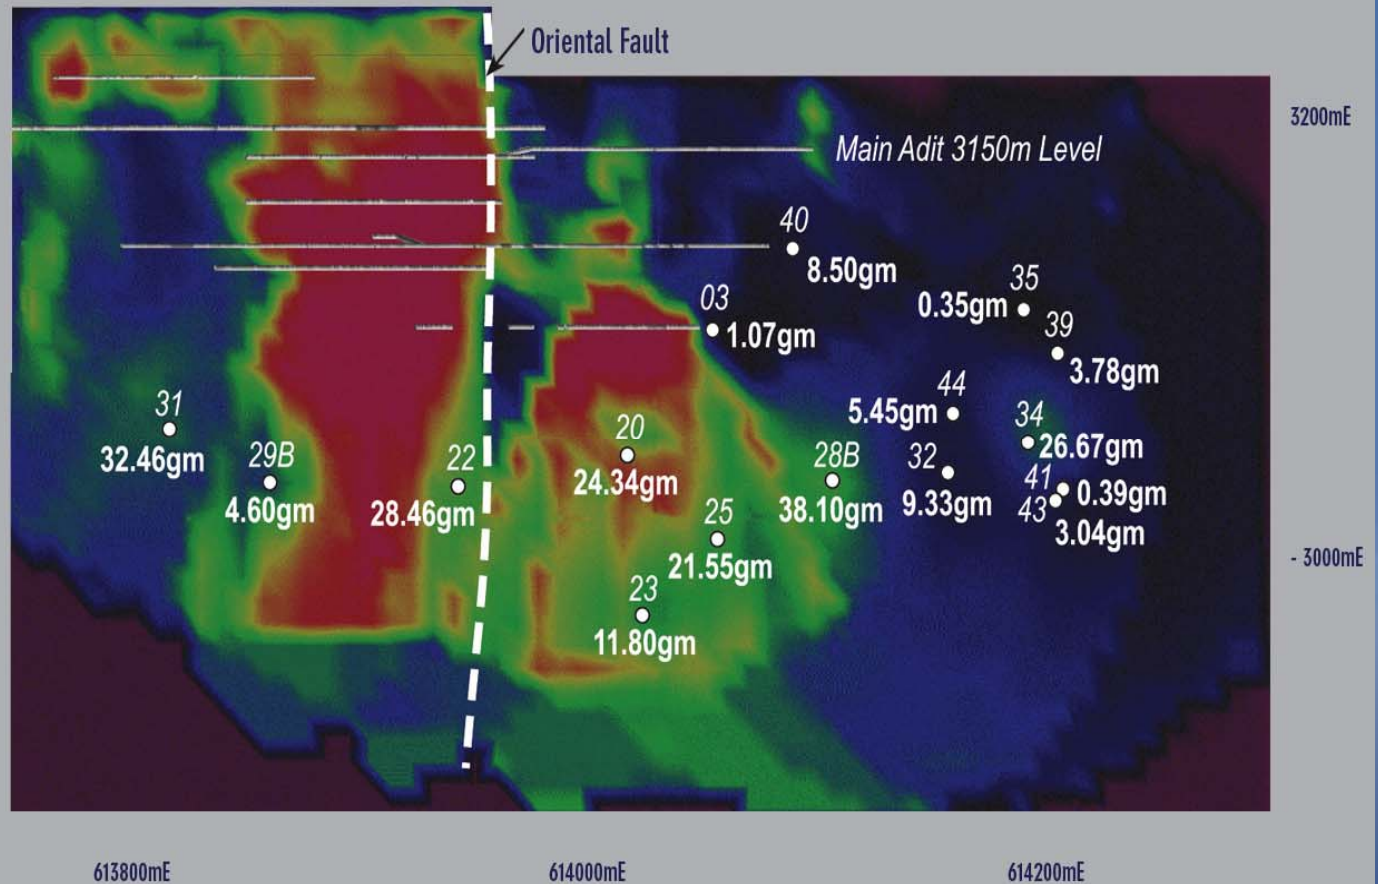 Oriental Fault
3200mE
Main Adit 3150m Level
40
8.50gm
35
0.35gm
03
1.07gm
39
3.78gm
44
5.45gm
31
32.46gm
34
26.67gm
20
24.34gm
29B
4.60gm
22
28.46gm
28B
38.10gm
32
9.33gm
41
0.39gm
43
3.04gm
25
21.55gm
- 3000mE
23
11.80gm
613800mE
614000mE
614200mE